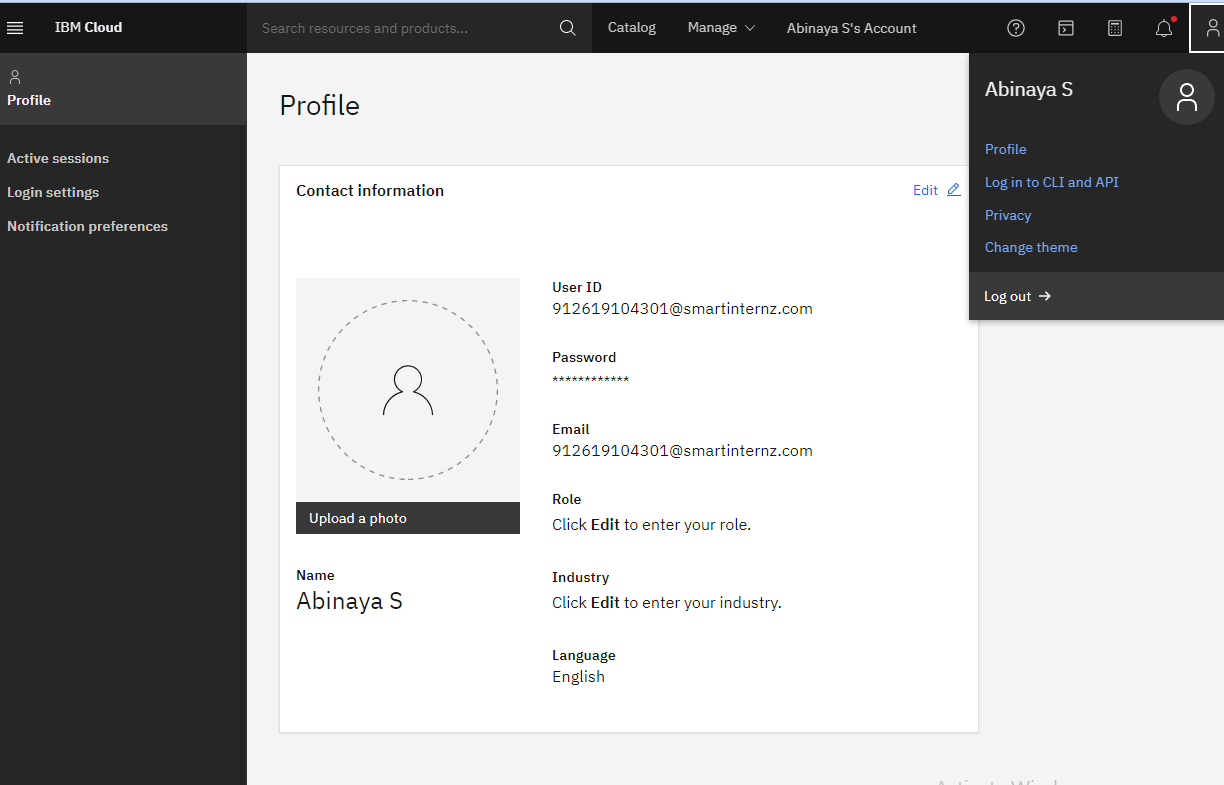 IBM Cloud
Search resources and products...
Catalog
Manage
Abinaya S's Account
Profile
Active sessions
Login settings
Notification preferences
Profile
Contact information
Edit
Upload a photo
Name
Abinaya S
User ID
912619104301@smartinternz.com
Password
************
Email
912619104301@smartinternz.com
Role
Click Edit to enter your role.
Industry
Click Edit to enter your industry.
Language
English
Abinaya S
Profile
Log in to CLI and API
Privacy
Change theme
Log out →